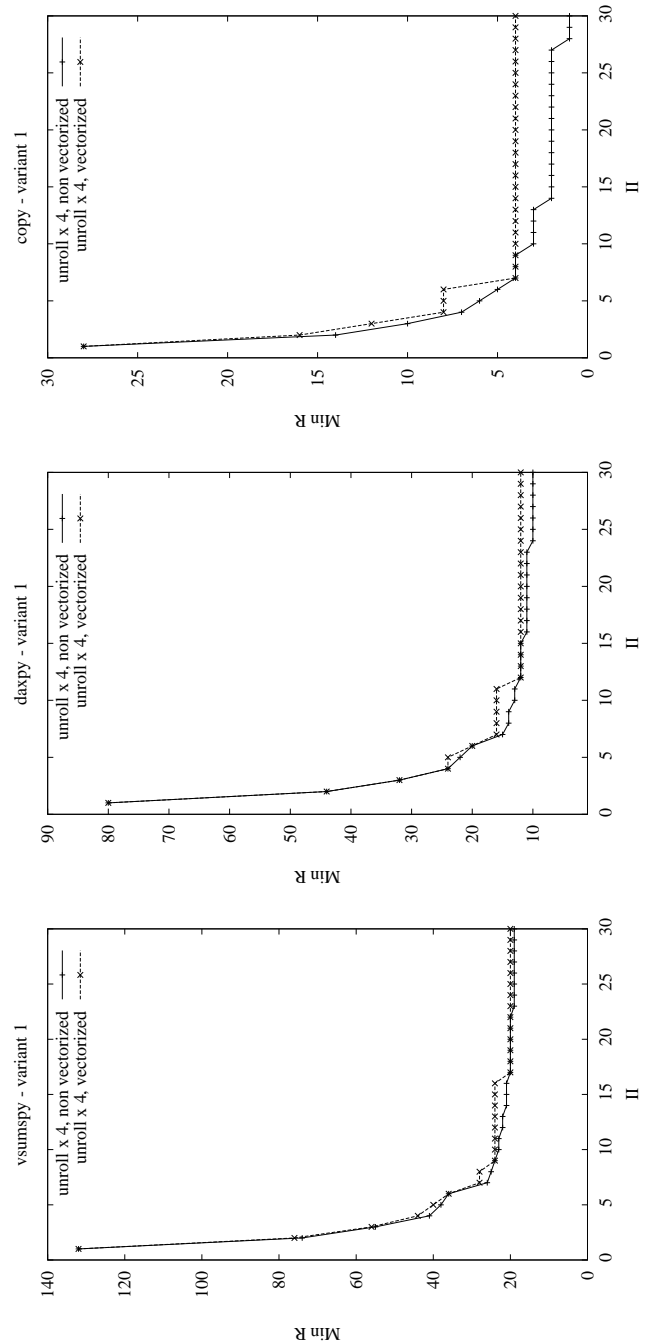 vsumspy - variant 1
unroll x 4, non vectorized
unroll x 4, vectorized
Min R
140
120
100
80
60
40
20
0
0 5 10 15 20 25 30
II
daxpy - variant 1
unroll x 4, non vectorized
unroll x 4, vectorized
Min R
90
80
70
60
50
40
30
20
10
0 5 10 15 20 25 30
II
copy - variant 1
unroll x 4, non vectorized
unroll x 4, vectorized
Min R
30
25
20
15
10
5
0
0 5 10 15 20 25 30
II